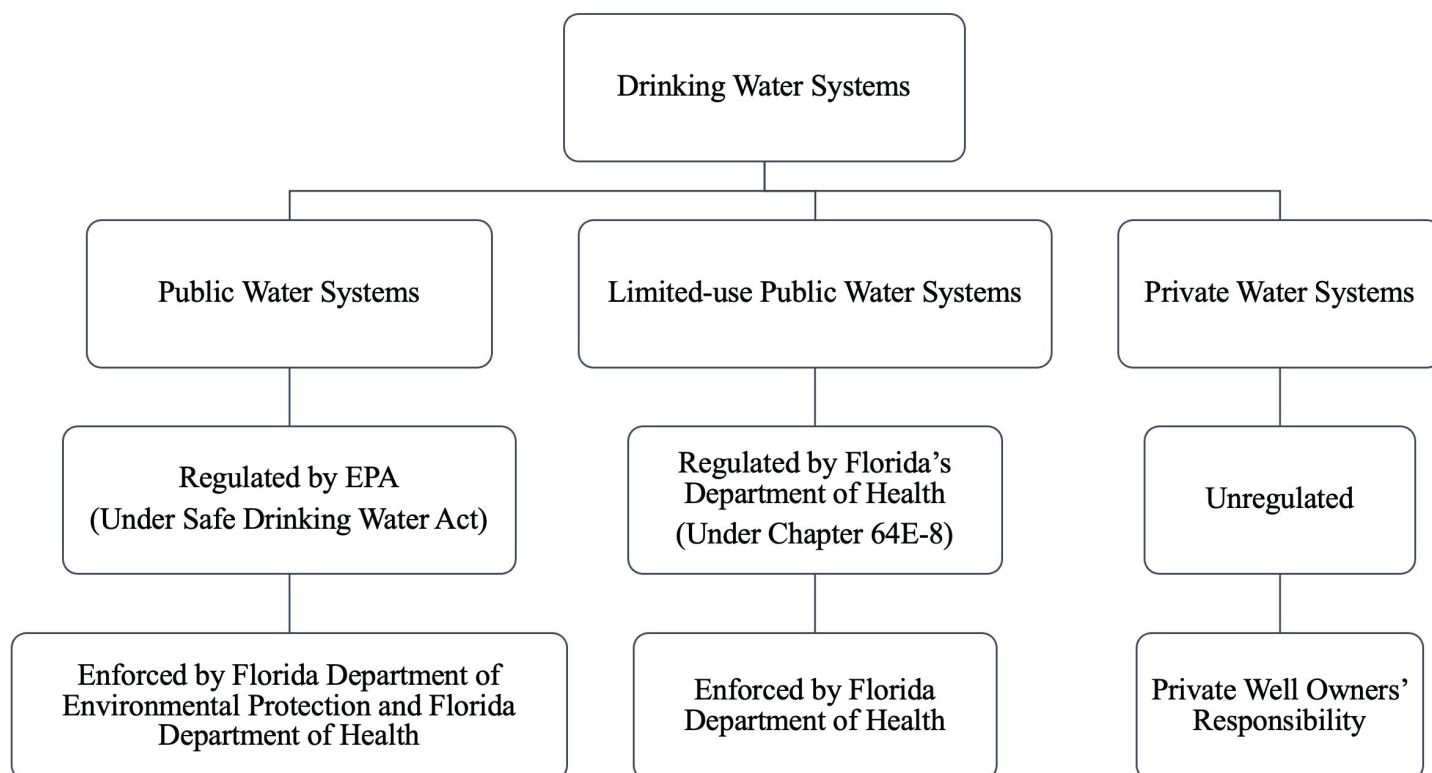 Drinking Water Systems
Public Water Systems
Limited-use Public Water Systems
Private Water Systems
Regulated by EPA
(Under Safe Drinking Water Act)
Regulated by Florida’s
Department of Health
(Under Chapter 64E-8)
Unregulated
Enforced by Florida Department of
Environmental Protection and Florida
Department of Health
Enforced by Florida
Department of Health
Private Well Owners’
Responsibility